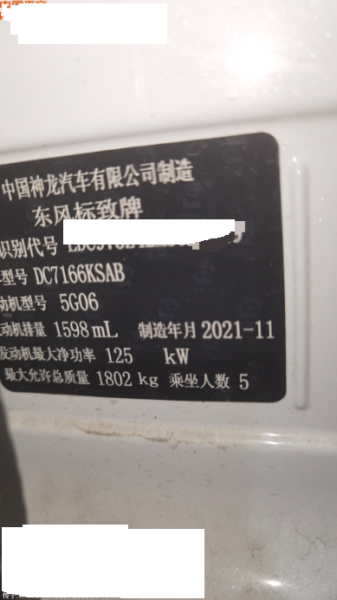 中国神龙汽车有限公司制造
东风标致牌
识别代号
型号 DC7166KSAB
动机型号 5G06
动机排量 1598 mL 制造年月 2021-11
发动机最大净功率 125 kW
最大允许总质量 1802 kg 乘坐人数 5